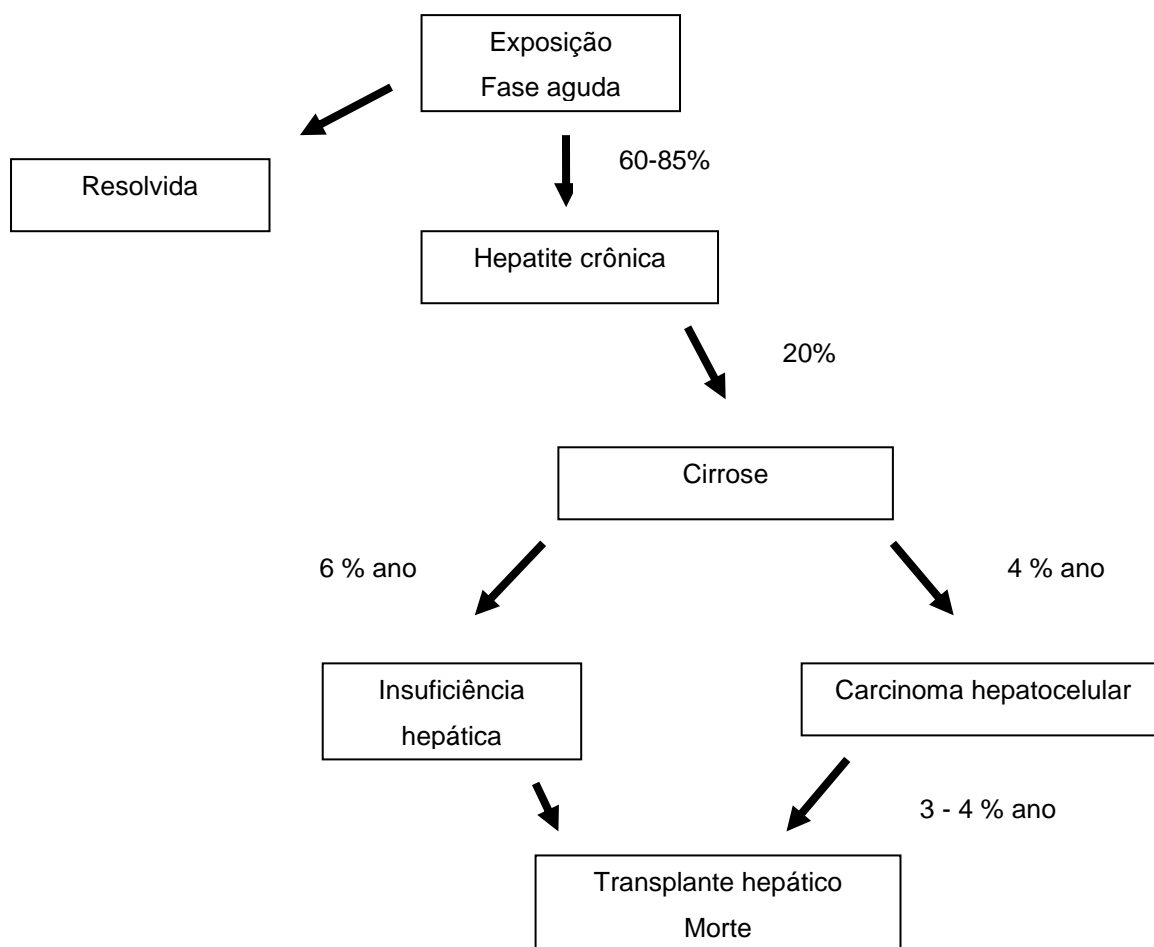 Exposição
Fase aguda
60-85%
Resolvida
Hepatite crônica
20%
Cirrose
6 % ano
4 % ano
Insuficiência
hepática
Carcinoma hepatocelular
3 - 4 % ano
Transplante hepático
Morte